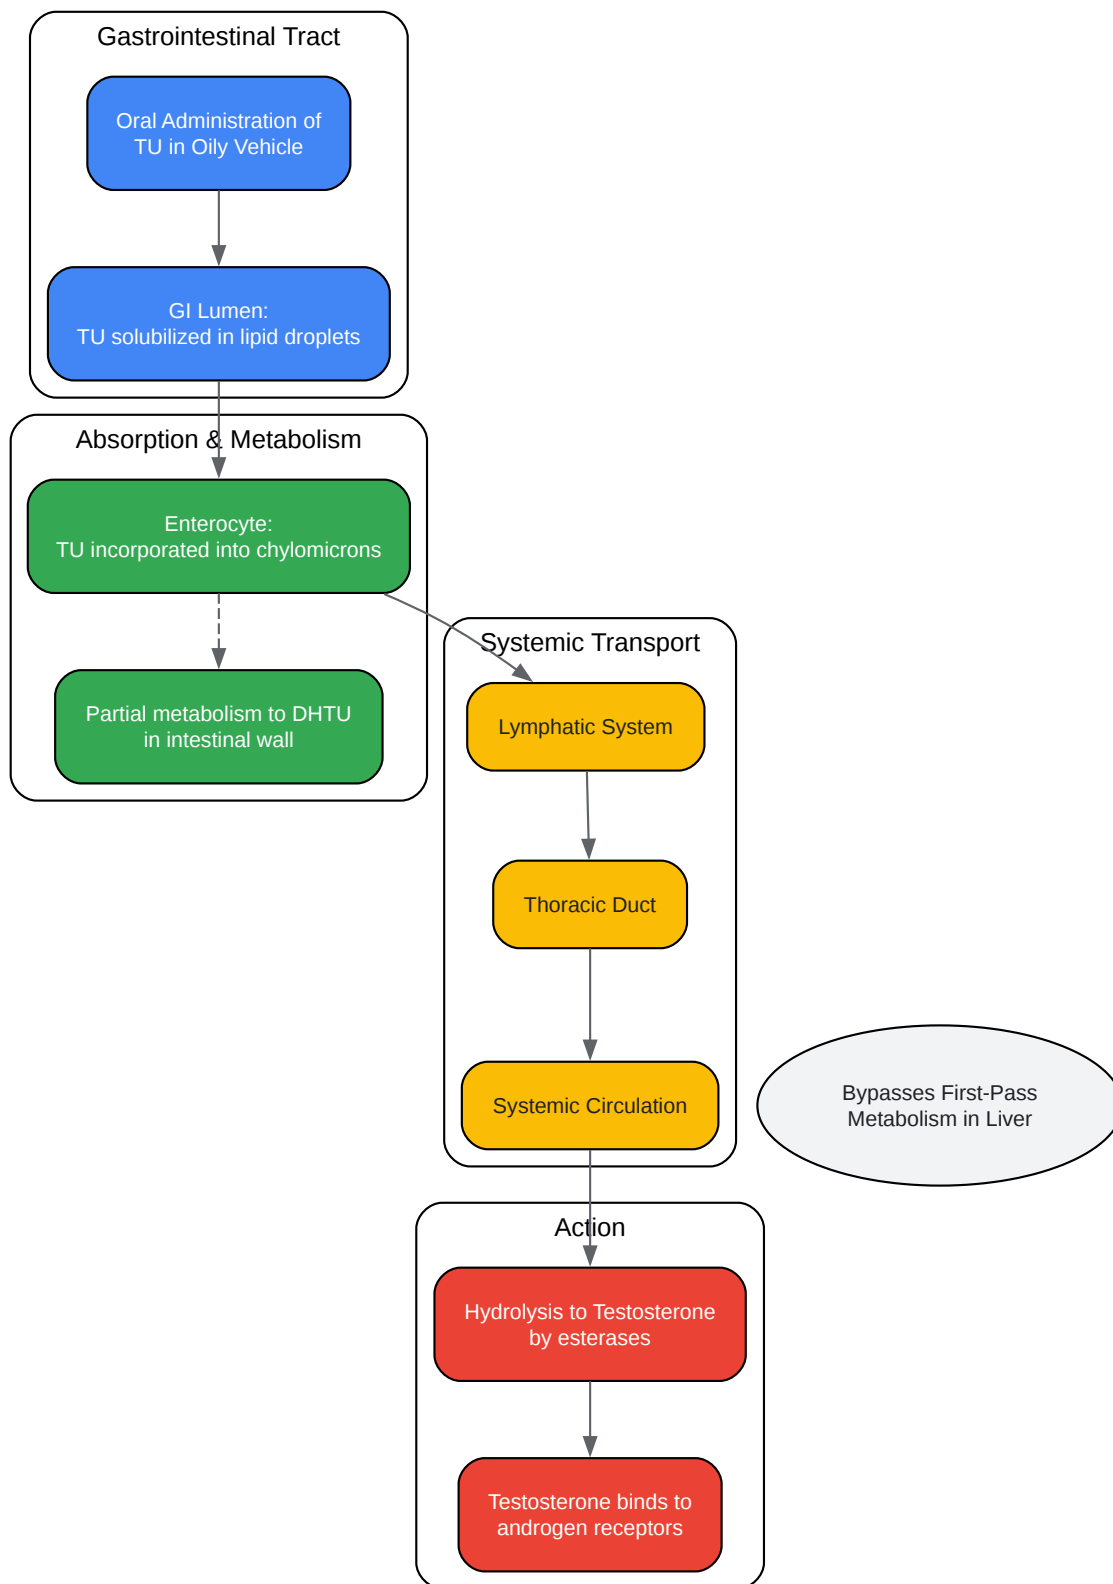 Gastrointestinal Tract
Oral Administration of
TU in Oily Vehicle
GI Lumen:
TU solubilized in lipid droplets
Absorption & Metabolism
Enterocyte:
TU incorporated into chylomicrons
Partial metabolism to DHTU
in intestinal wall
Systemic Transport
Lymphatic System
Thoracic Duct
Systemic Circulation
Bypasses First-Pass
Metabolism in Liver
Action
Hydrolysis to Testosterone
by esterases
Testosterone binds to
androgen receptors